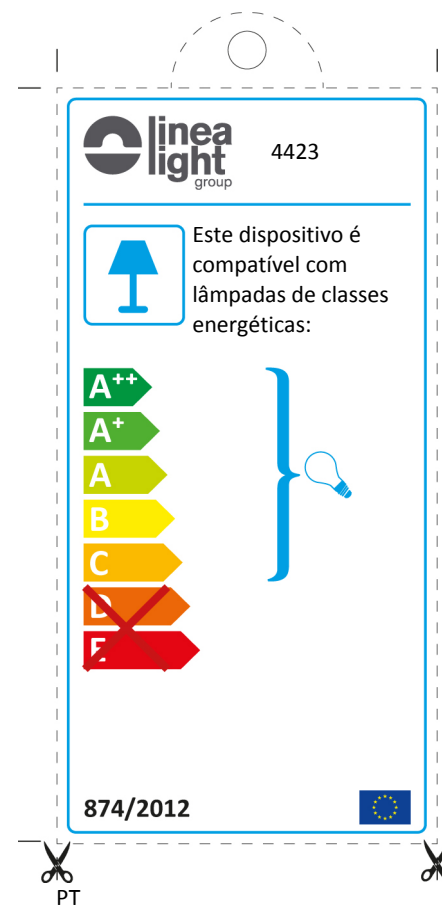 linea
light
group
4423
Este dispositivo é
compatível com
lâmpadas de classes
energéticas:
A++
A+
A
B
C
D
E
874/2012
PT